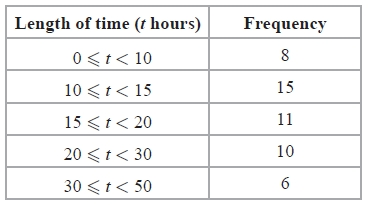 Length of time (t hours) Frequency
0 ⩽ t < 10 8
10 ⩽ t < 15 15
15 ⩽ t < 20 11
20 ⩽ t < 30 10
30 ⩽ t < 50 6